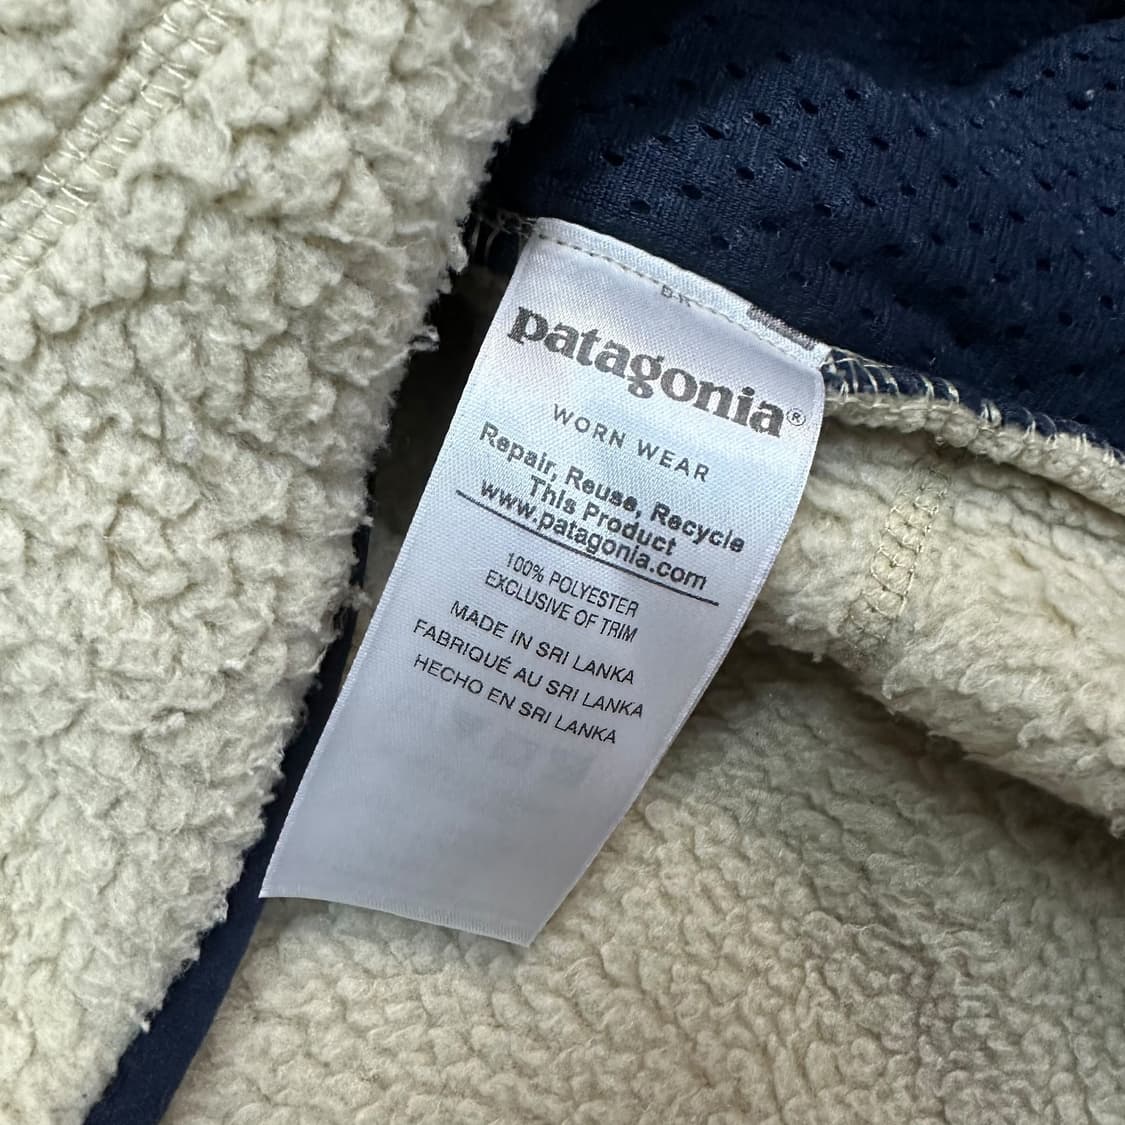 patagonia®
WORN WEAR
Repair, Reuse, Recycle
This Product
www.patagonia.com
100% POLYESTER
EXCLUSIVE OF TRIM
MADE IN SRI LANKA
FABRIQUÉ AU SRI LANKA
HECHO EN SRI LANKA